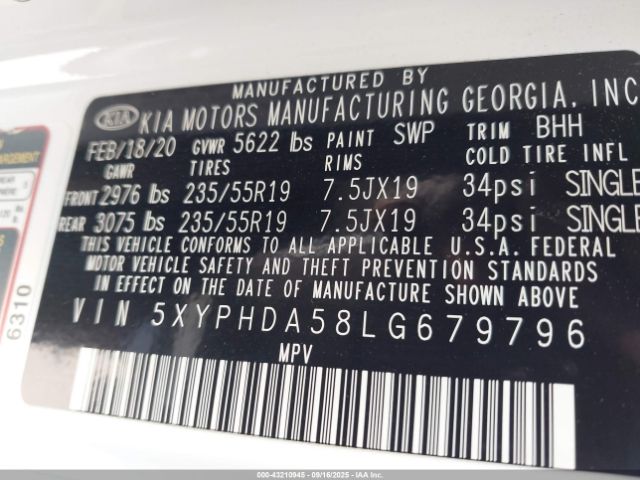 MANUFACTURED BY
KIA KIA MOTORS MANUFACTURING GEORGIA, INC
FEB/18/20 GVWR 5622 lbs PAINT SWP TRIM BHH
GAWR TIRES RIMS COLD TIRE INFL
FRONT 2976 lbs 235/55R19 7.5JX19 34psi SINGLE
REAR 3075 lbs 235/55R19 7.5JX19 34psi SINGLE
THIS VEHICLE CONFORMS TO ALL APPLICABLE U.S.A. FEDERAL
MOTOR VEHICLE SAFETY AND THEFT PREVENTION STANDARDS
IN EFFECT ON THE DATE OF MANUFACTURE SHOWN ABOVE
VIN 5XYPHDA58LG679796
MPV
6310
000-43210945 - 09/16/2025 - IAAI.COM